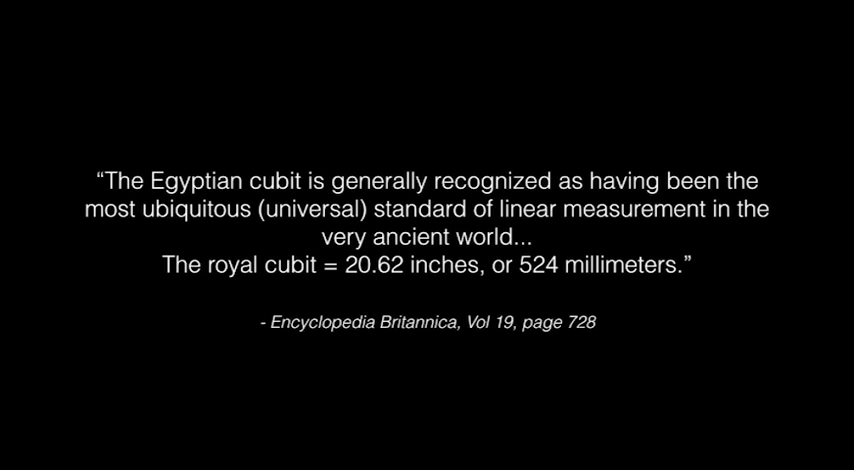 “The Egyptian cubit is generally recognized as having been the
most ubiquitous (universal) standard of linear measurement in the
very ancient world...
The royal cubit = 20.62 inches, or 524 millimeters.”
- Encyclopedia Britannica, Vol 19, page 728